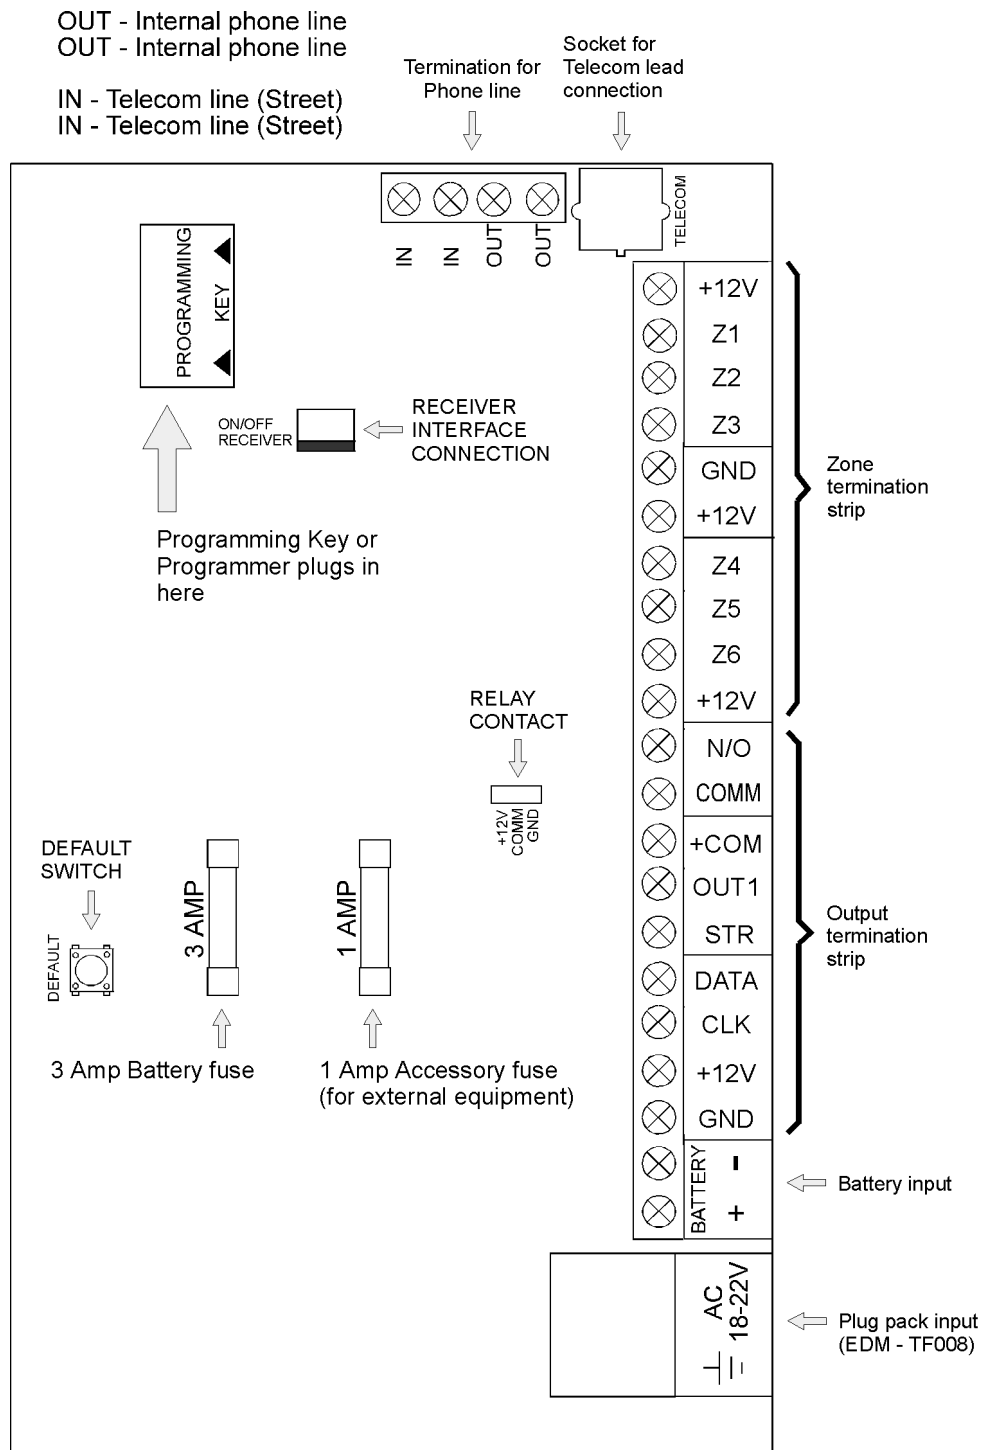 OUT - Internal phone line
OUT - Internal phone line
IN - Telecom line (Street)
IN - Telecom line (Street)
Termination for
Phone line
Socket for
Telecom lead
connection
IN
IN
OUT
OUT
TELECOM
PROGRAMMING
KEY
ON/OFF
RECEIVER
RECEIVER
INTERFACE
CONNECTION
Programming Key or
Programmer plugs in
here
+12V
Z1
Z2
Z3
GND
+12V
Z4
Z5
Z6
+12V
Zone
termination
strip
RELAY
CONTACT
+12V
COMM
GND
N/O
COMM
+COM
OUT1
STR
DATA
CLK
+12V
GND
Output
termination
strip
DEFAULT
SWITCH
DEFAULT
3 AMP
1 AMP
3 Amp Battery fuse
1 Amp Accessory fuse
(for external equipment)
BATTERY
-
+
Battery input
AC
18-22V
Plug pack input
(EDM - TF008)